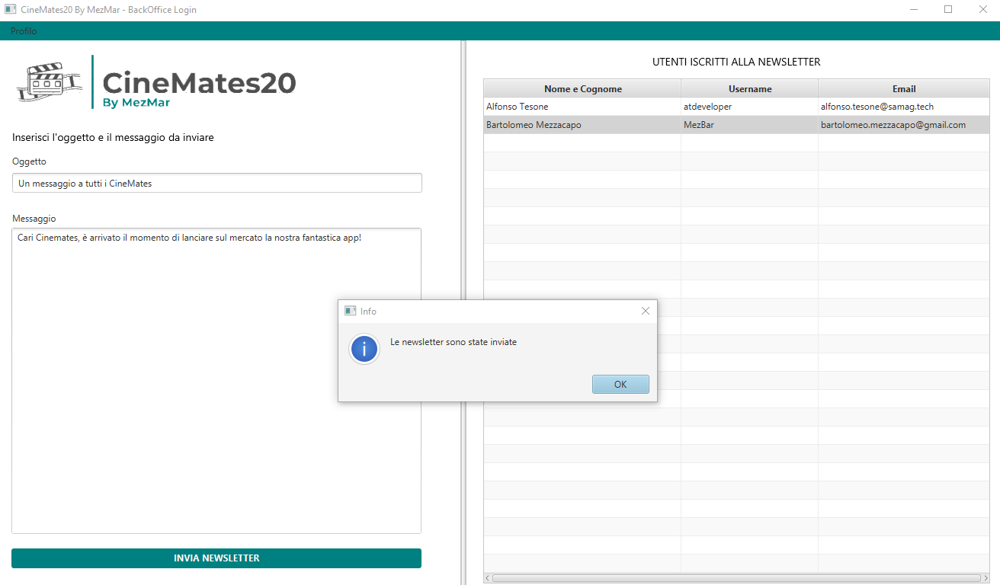 CineMates20 By MezMar - BackOffice Login
Profilo
CineMates20
By MezMar
Inserisci l'oggetto e il messaggio da inviare
Oggetto
Un messaggio a tutti i CineMates
Messaggio
Cari Cinemates, è arrivato il momento di lanciare sul mercato la nostra fantastica app!
INVIA NEWSLETTER
UTENTI ISCRITTI ALLA NEWSLETTER
Nome e Cognome Username Email
Alfonso Tesone atdeveloper alfonso.tesone@samag.tech
Bartolomeo Mezzacapo MezBar bartolomeo.mezzacapo@gmail.com
Info
Le newsletter sono state inviate
OK